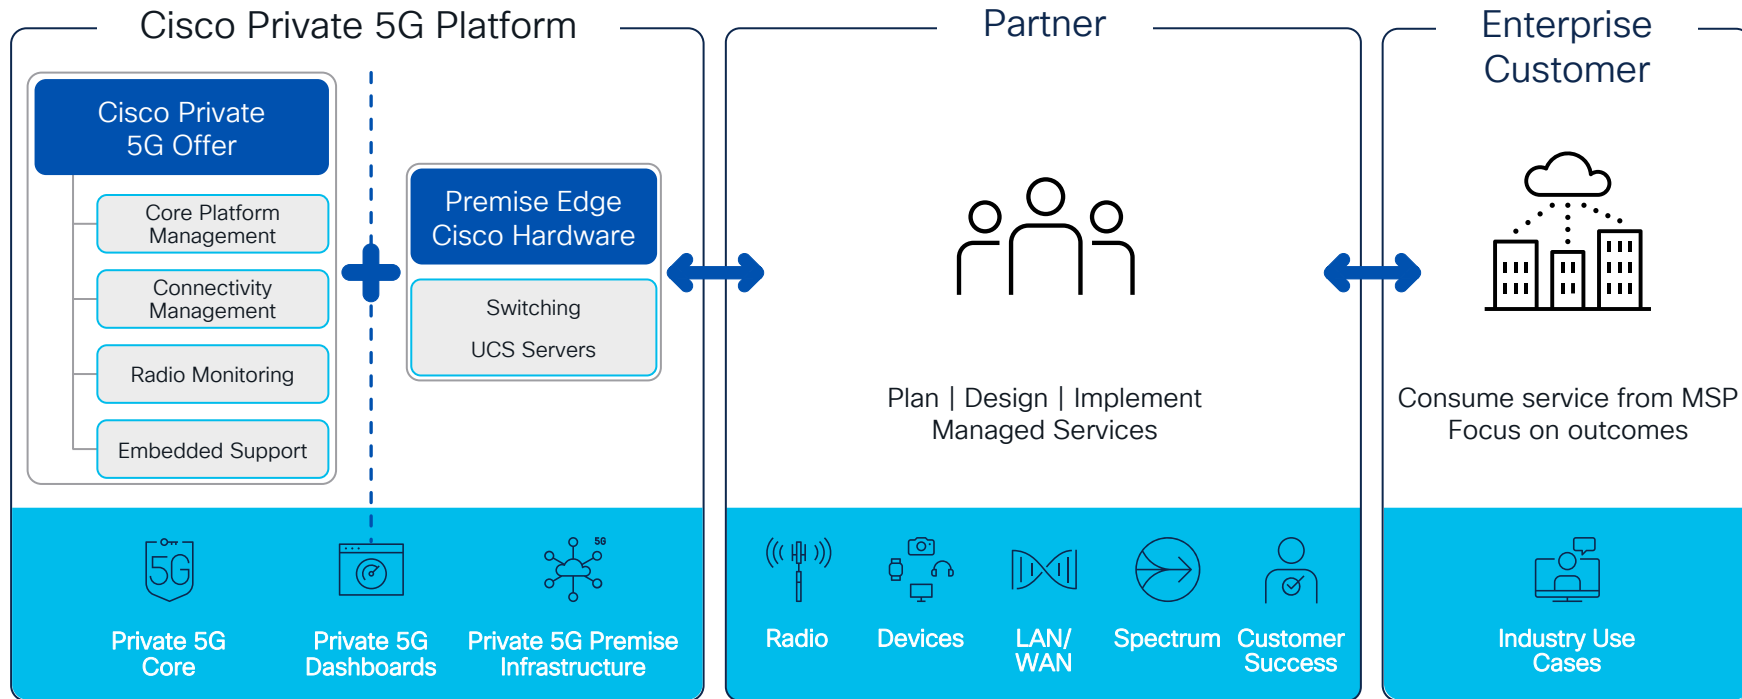 Cisco Private 5G Platform
Cisco Private
5G Offer
Core Platform
Management
Connectivity
Management
Radio Monitoring
Embedded Support
Premise Edge
Cisco Hardware
Switching
UCS Servers
5G
Private 5G
Core
Private 5G
Dashboards
5G
Private 5G Premise
Infrastructure
Partner
Plan | Design | Implement
Managed Services
Radio
Devices
LAN/
WAN
Spectrum
Customer
Success
Enterprise
Customer
Consume service from MSP
Focus on outcomes
Industry Use
Cases